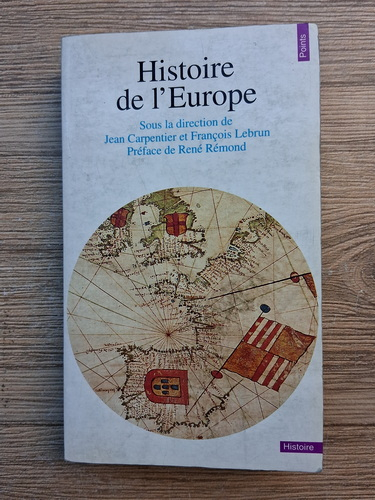 Points
Histoire
de l'Europe
Sous la direction de
Jean Carpentier et François Lebrun
Préface de René Rémond
Histoire